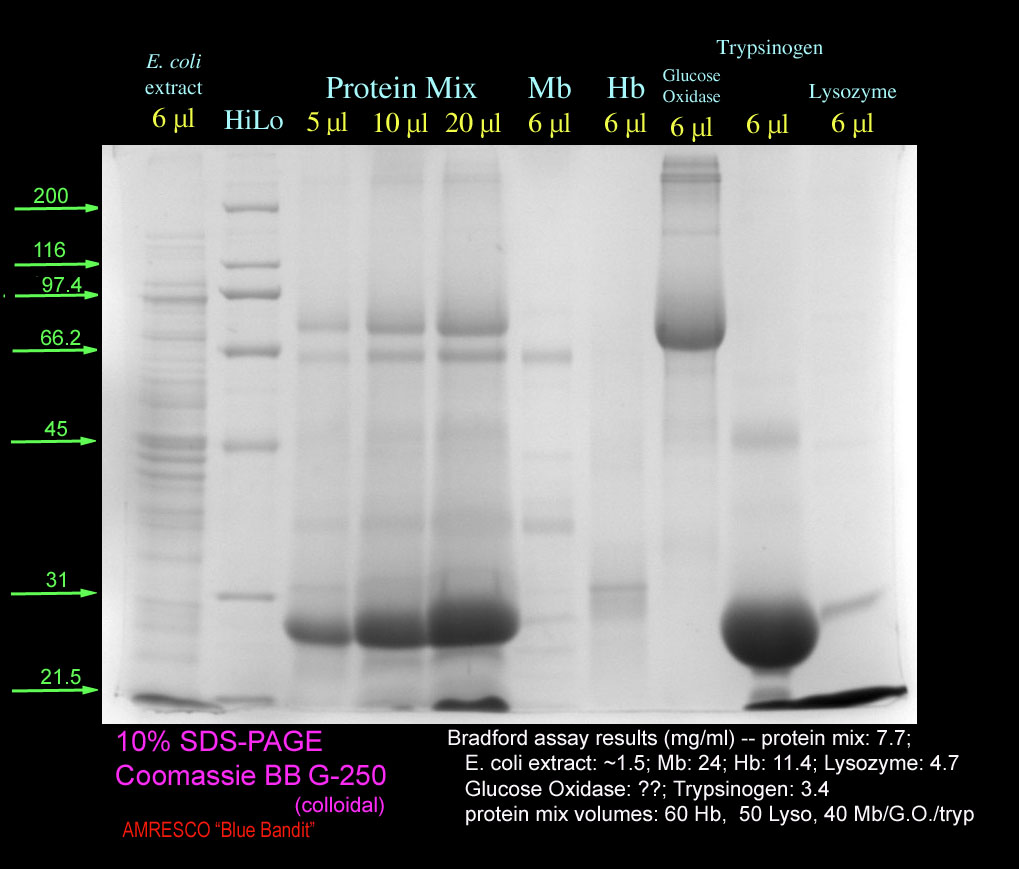 Trypsinogen
E. coli
extract
6 µl
HiLo
Protein Mix
5 µl 10 µl 20 µl
Mb
6 µl
Hb
6 µl
Glucose
Oxidase
6 µl
6 µl
Lysozyme
6 µl
200
116
97.4
66.2
45
31
21.5
10% SDS-PAGE
Coomassie BB G-250
(colloidal)
AMRESCO "Blue Bandit"
Bradford assay results (mg/ml) -- protein mix: 7.7;
E. coli extract: ~1.5; Mb: 24; Hb: 11.4; Lysozyme: 4.7
Glucose Oxidase: ??; Trypsinogen: 3.4
protein mix volumes: 60 Hb, 50 Lyso, 40 Mb/G.O./tryp